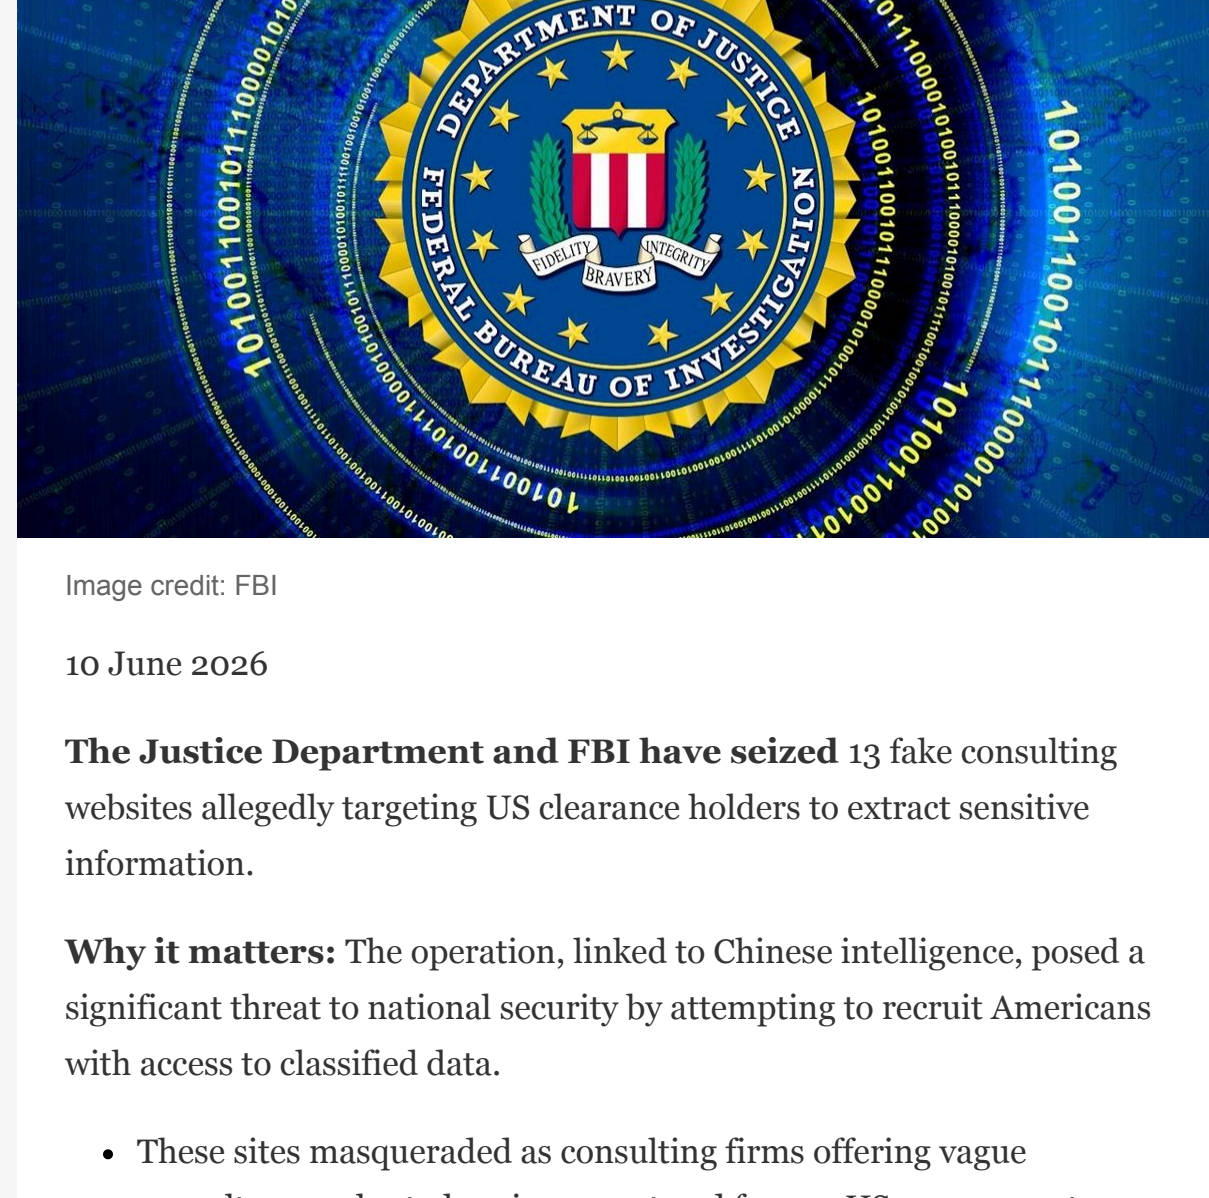 DEPARTMENT OF JUSTICE
FEDERAL BUREAU OF INVESTIGATION
FIDELITY
BRAVERY
INTEGRITY
Image credit: FBI
10 June 2026
The Justice Department and FBI have seized 13 fake consulting
websites allegedly targeting US clearance holders to extract sensitive
information.
Why it matters: The operation, linked to Chinese intelligence, posed a
significant threat to national security by attempting to recruit Americans
with access to classified data.
• These sites masqueraded as consulting firms offering vague